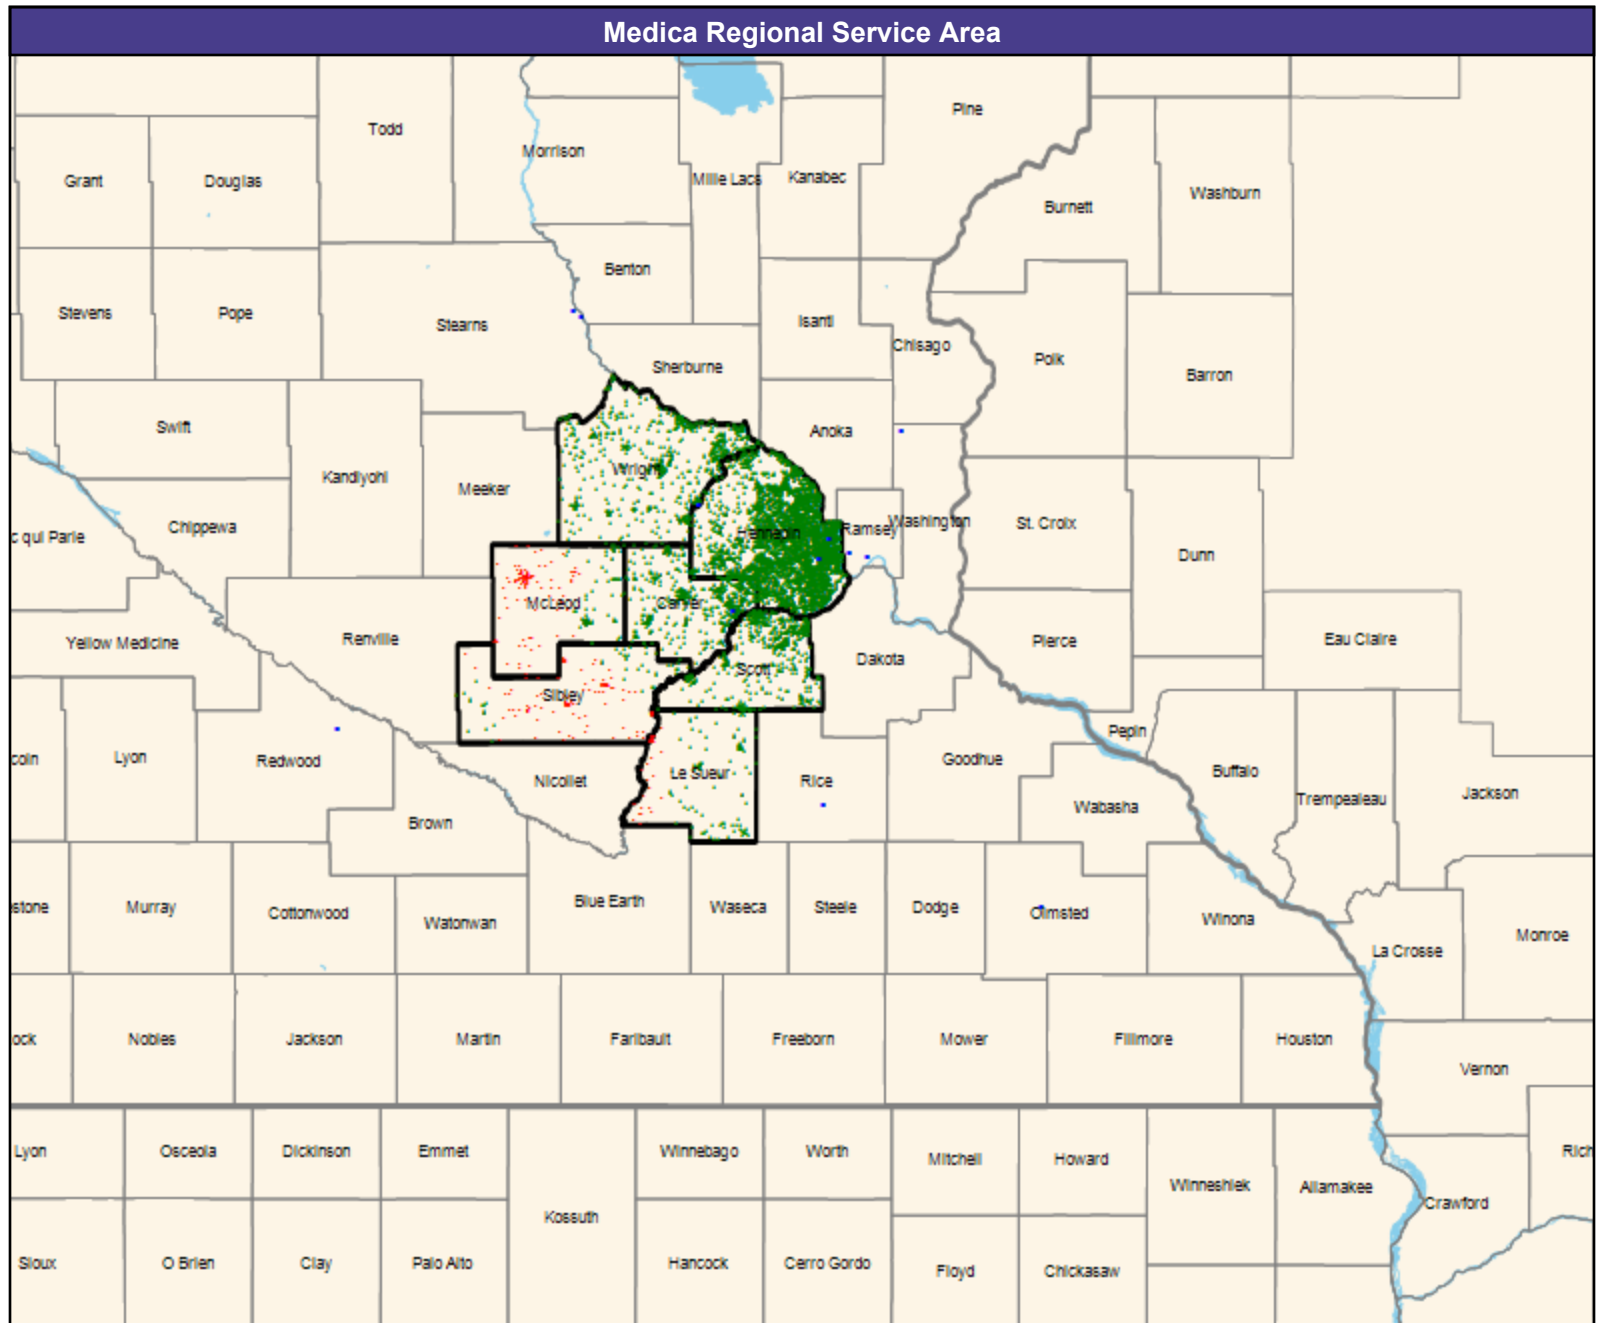 Medica Regional Service Area
Pine
Todd
Morrison
Mille Lacs
Kanabec
Grant
Douglas
Washburn
Burnett
Benton
Stevens
Pope
Stearns
Isanti
Chisago
Polk
Barron
Sherburne
Swift
Anoka
Wright
Kandiyohi
Meeker
Chippewa
c qui Parle
Hennepin
Ramsey
Washington
St. Croix
Dunn
McLeod
Carver
Yellow Medicine
Renville
Pierce
Eau Claire
Dakota
Scott
Sibley
Pepin
coln
Lyon
Redwood
Nicollet
Le Sueur
Rice
Goodhue
Buffalo
Trempealeau
Jackson
Wabasha
Brown
stone
Murray
Cottonwood
Watonwan
Blue Earth
Waseca
Steele
Dodge
Olmsted
Winona
La Crosse
Monroe
ock
Nobles
Jackson
Martin
Faribault
Freeborn
Mower
Fillmore
Houston
Vernon
Lyon
Osceola
Dickinson
Emmet
Winnebago
Worth
Mitchell
Howard
Rich
Winneshiek
Allamakee
Crawford
Kossuth
Sioux
O Brien
Clay
Palo Alto
Hancock
Cerro Gordo
Floyd
Chickasaw